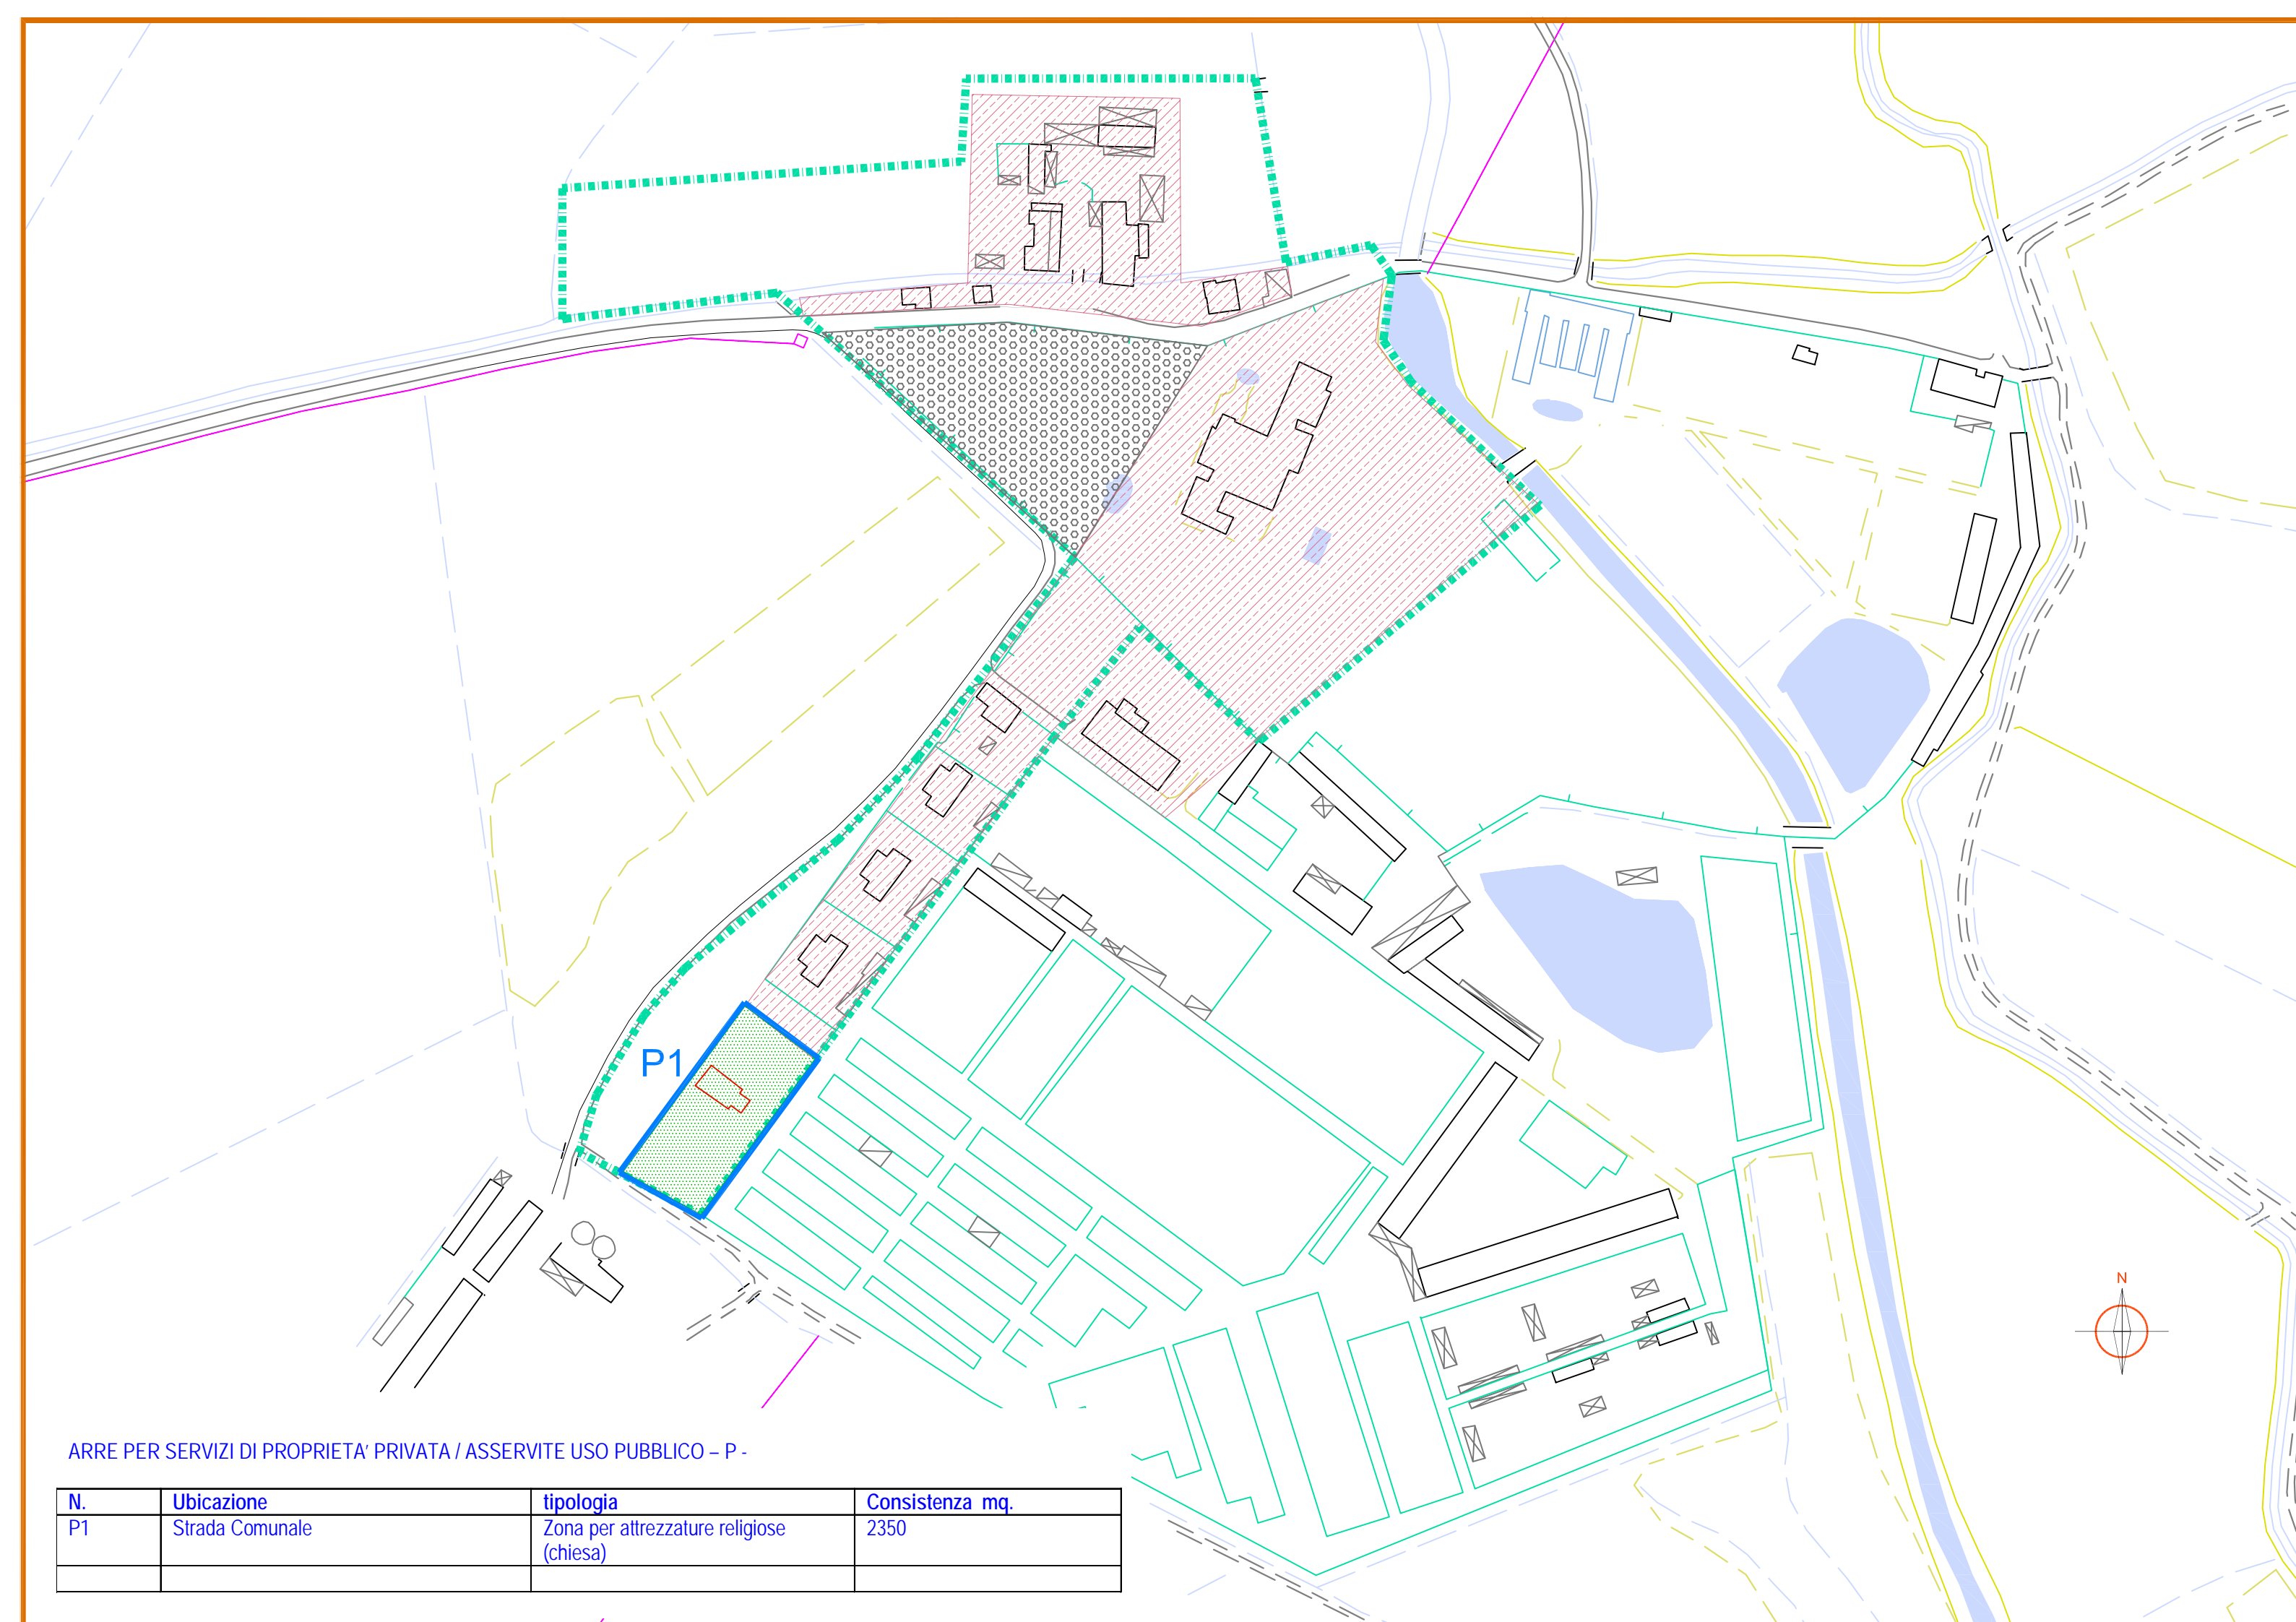 P1
N
ARRE PER SERVIZI DI PROPRIETA' PRIVATA / ASSERVITE USO PUBBLICO – P -
N. Ubicazione tipologia Consistenza mq.
P1 Strada Comunale Zona per attrezzature religiose 2350
(chiesa)